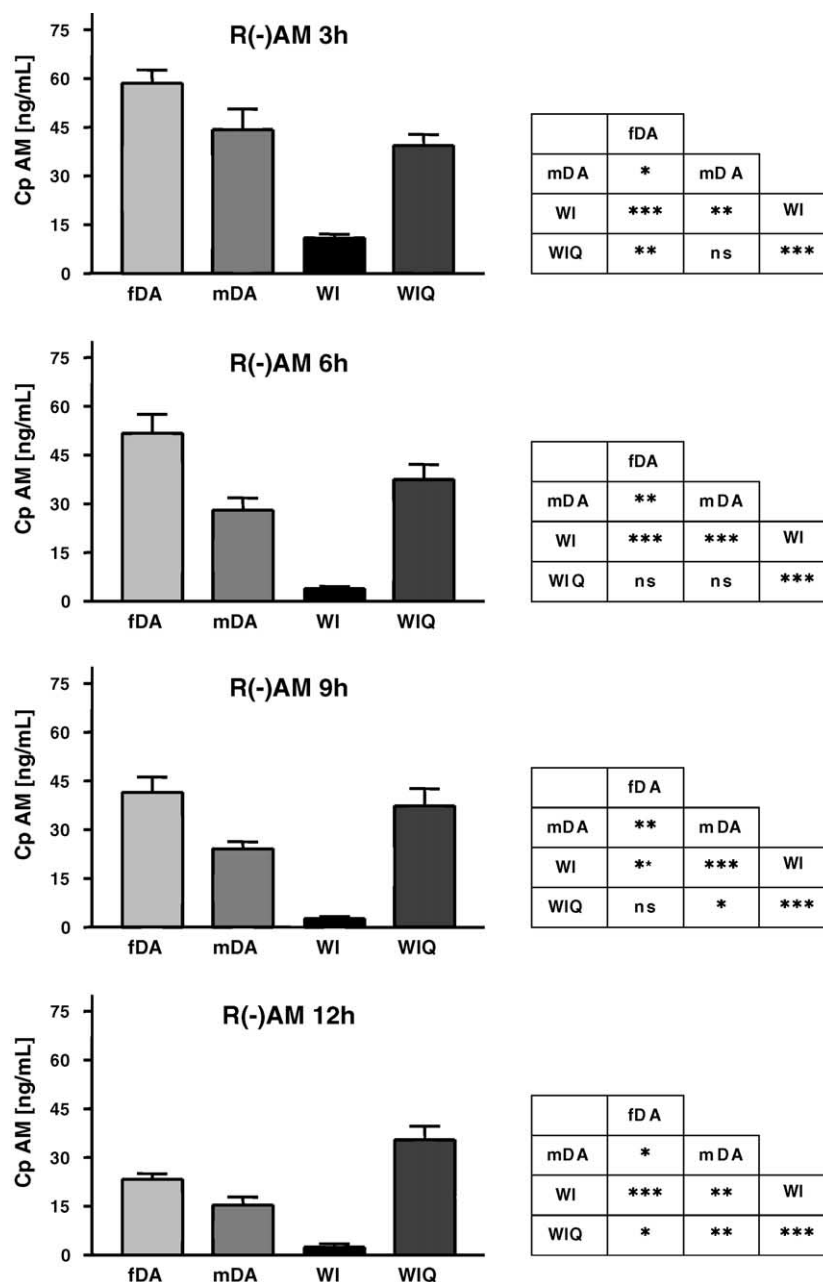 R(-)AM 3h
Cp AM [ng/mL]
75
60
45
30
15
0
fDA mDA WI WIQ
fDA
mDA * mDA
WI *** ** WI
WIQ ** ns ***
R(-)AM 6h
Cp AM [ng/mL]
75
60
45
30
15
0
fDA mDA WI WIQ
fDA
mDA ** mDA
WI *** *** WI
WIQ ns ns ***
R(-)AM 9h
Cp AM [ng/mL]
75
60
45
30
15
0
fDA mDA WI WIQ
fDA
mDA ** mDA
WI ** *** WI
WIQ ns * ***
R(-)AM 12h
Cp AM [ng/mL]
75
60
45
30
15
0
fDA mDA WI WIQ
fDA
mDA * mDA
WI *** ** WI
WIQ * ** ***